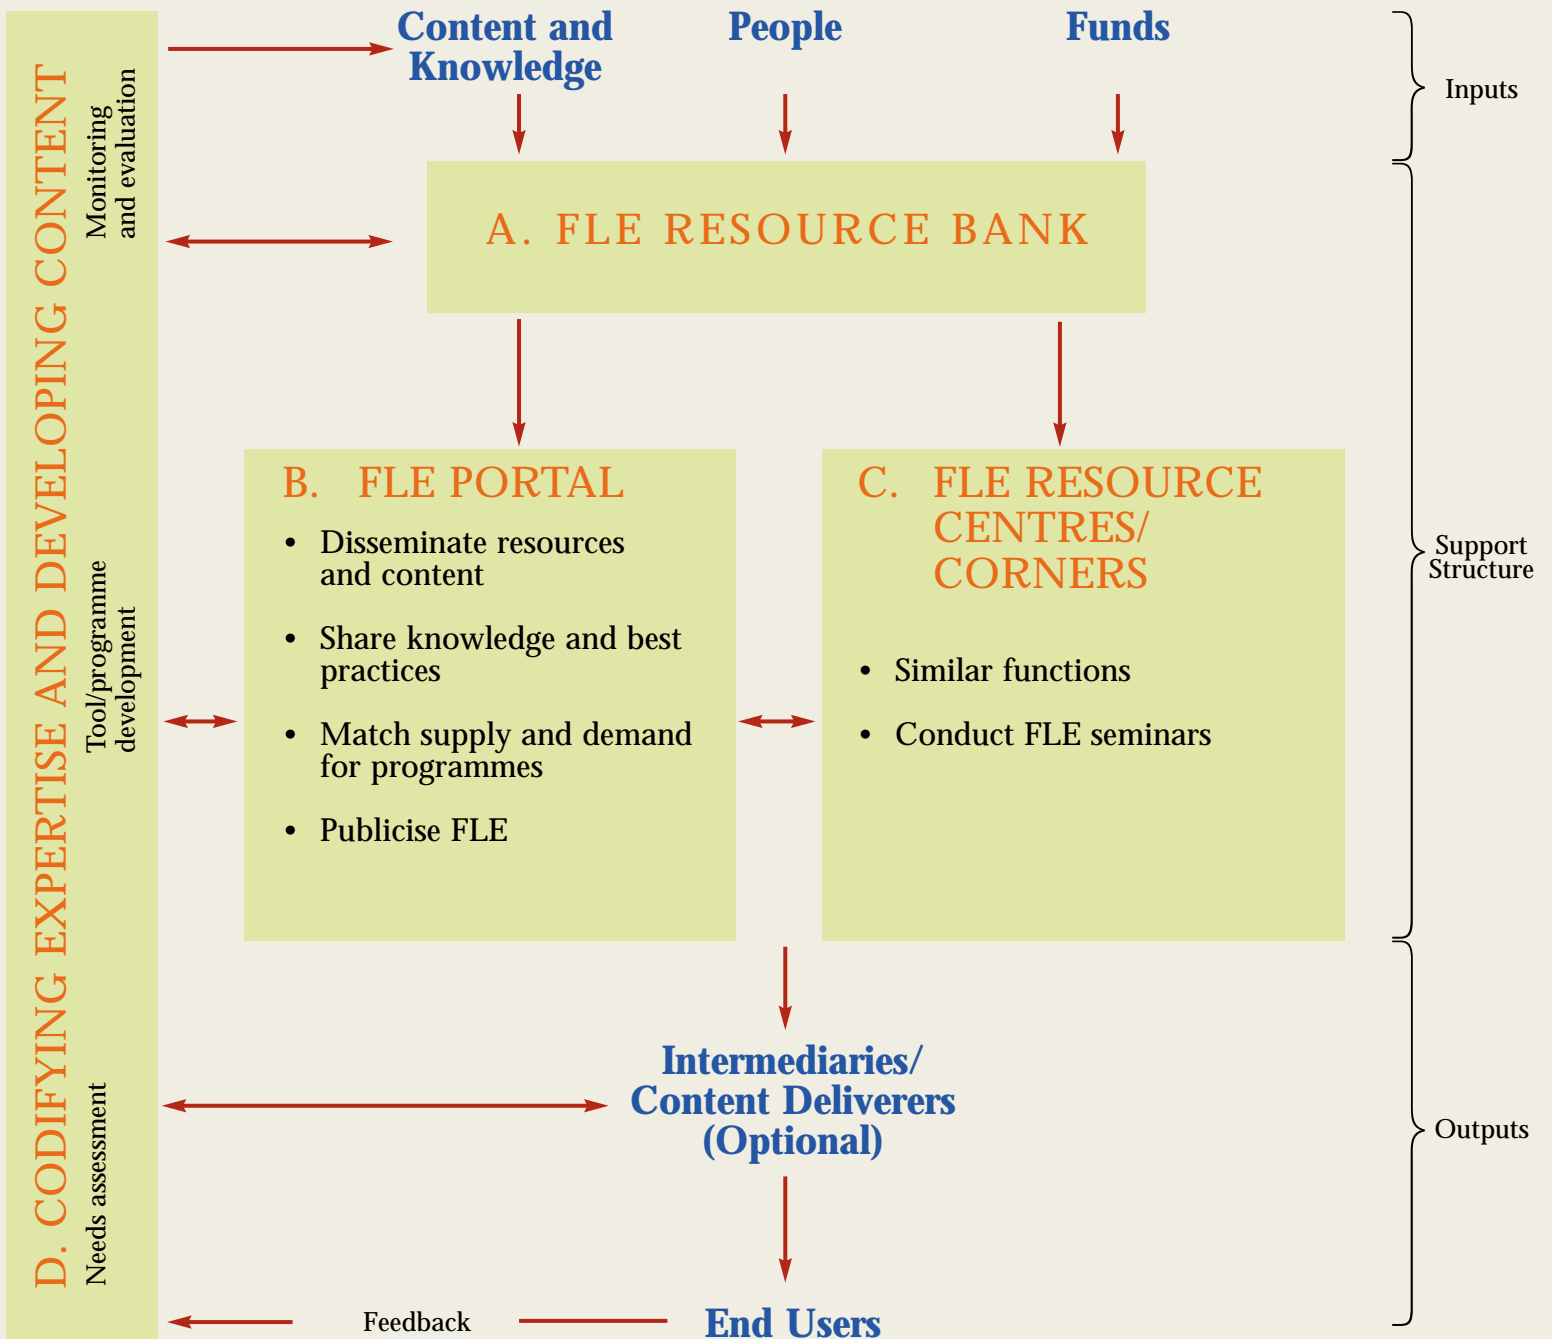 Content and
Knowledge
People
Funds
Inputs
A. FLE RESOURCE BANK
B. FLE PORTAL
• Disseminate resources
and content
• Share knowledge and best
practices
• Match supply and demand
for programmes
• Publicise FLE
C. FLE RESOURCE
CENTRES/
CORNERS
• Similar functions
• Conduct FLE seminars
Support
Structure
Intermediaries/
Content Deliverers
(Optional)
Outputs
Feedback
End Users
D. CODIFYING EXPERTISE AND DEVELOPING CONTENT
Monitoring
and evaluation
Tool/programme
development
Needs assessment